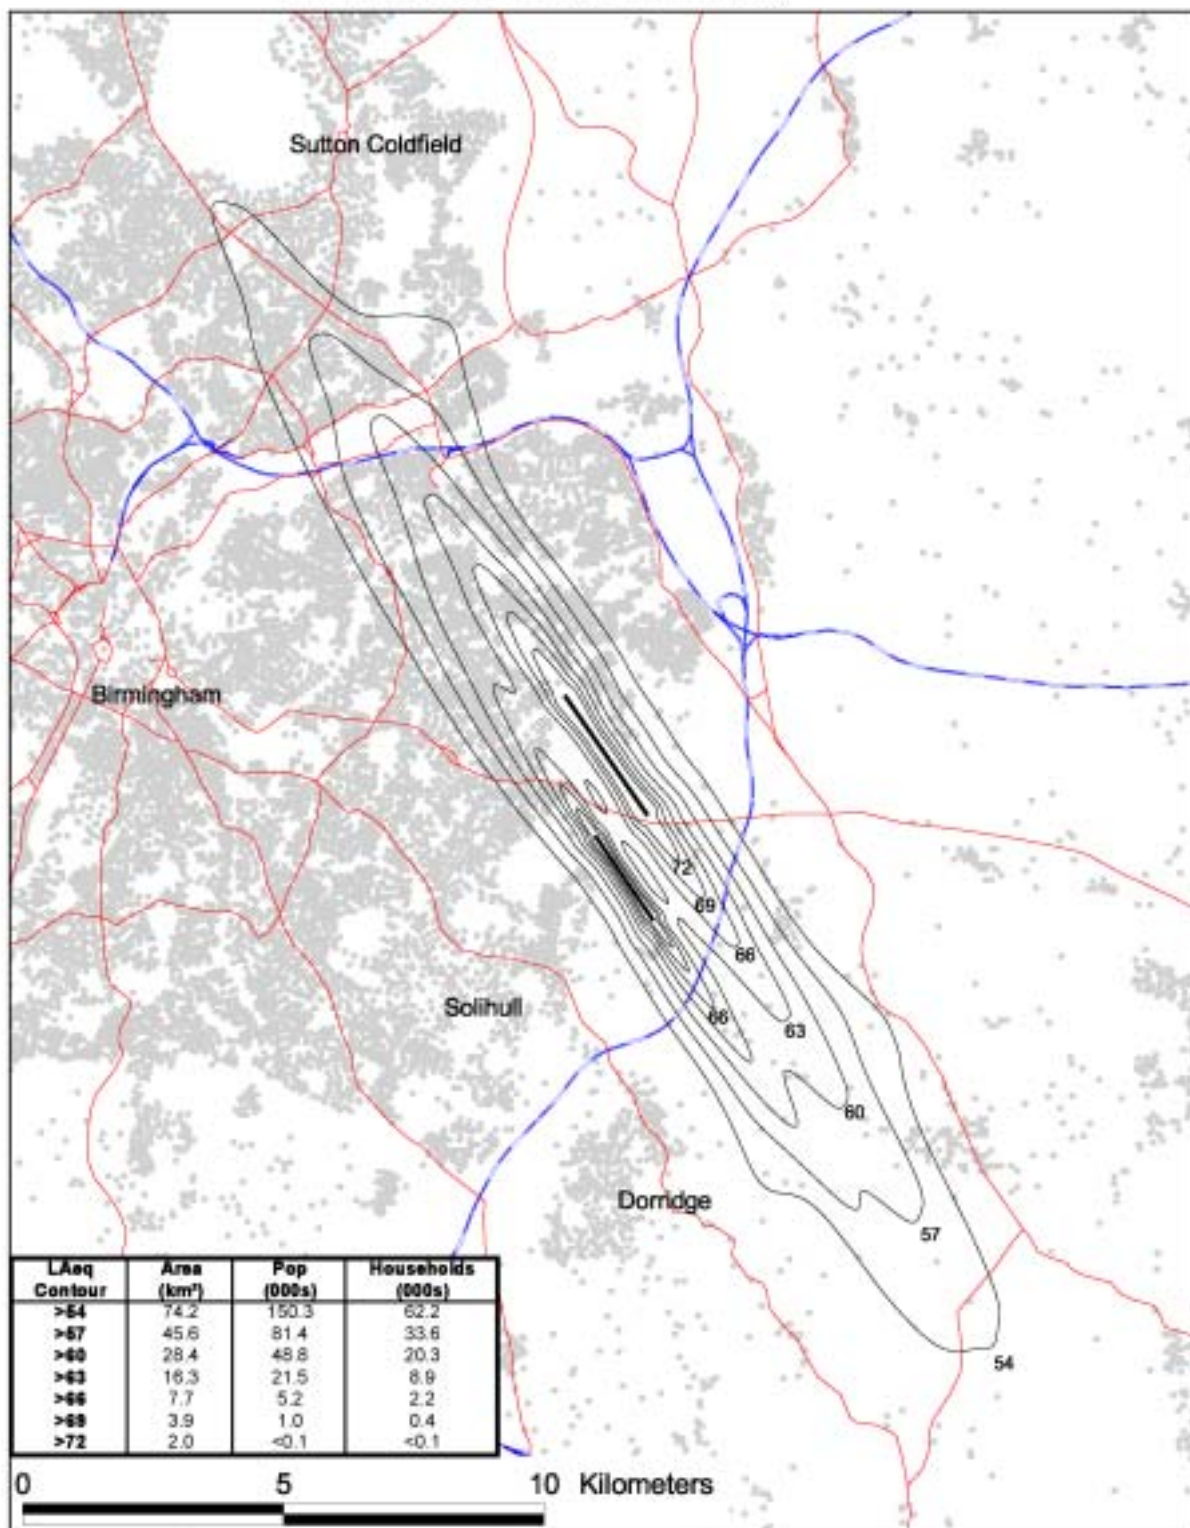 Sutton Coldfield
Birmingham
72
69
66
66
63
Solihull
60
Dorridge
57
54
LAeq Contour Area (km²) Pop (000s) Households (000s)
>54 74.2 150.3 62.2
>57 45.6 81.4 33.6
>60 28.4 48.8 20.3
>63 16.3 21.5 8.9
>66 7.7 5.2 2.2
>69 3.9 1.0 0.4
>72 2.0 <0.1 <0.1
0 5 10 Kilometers